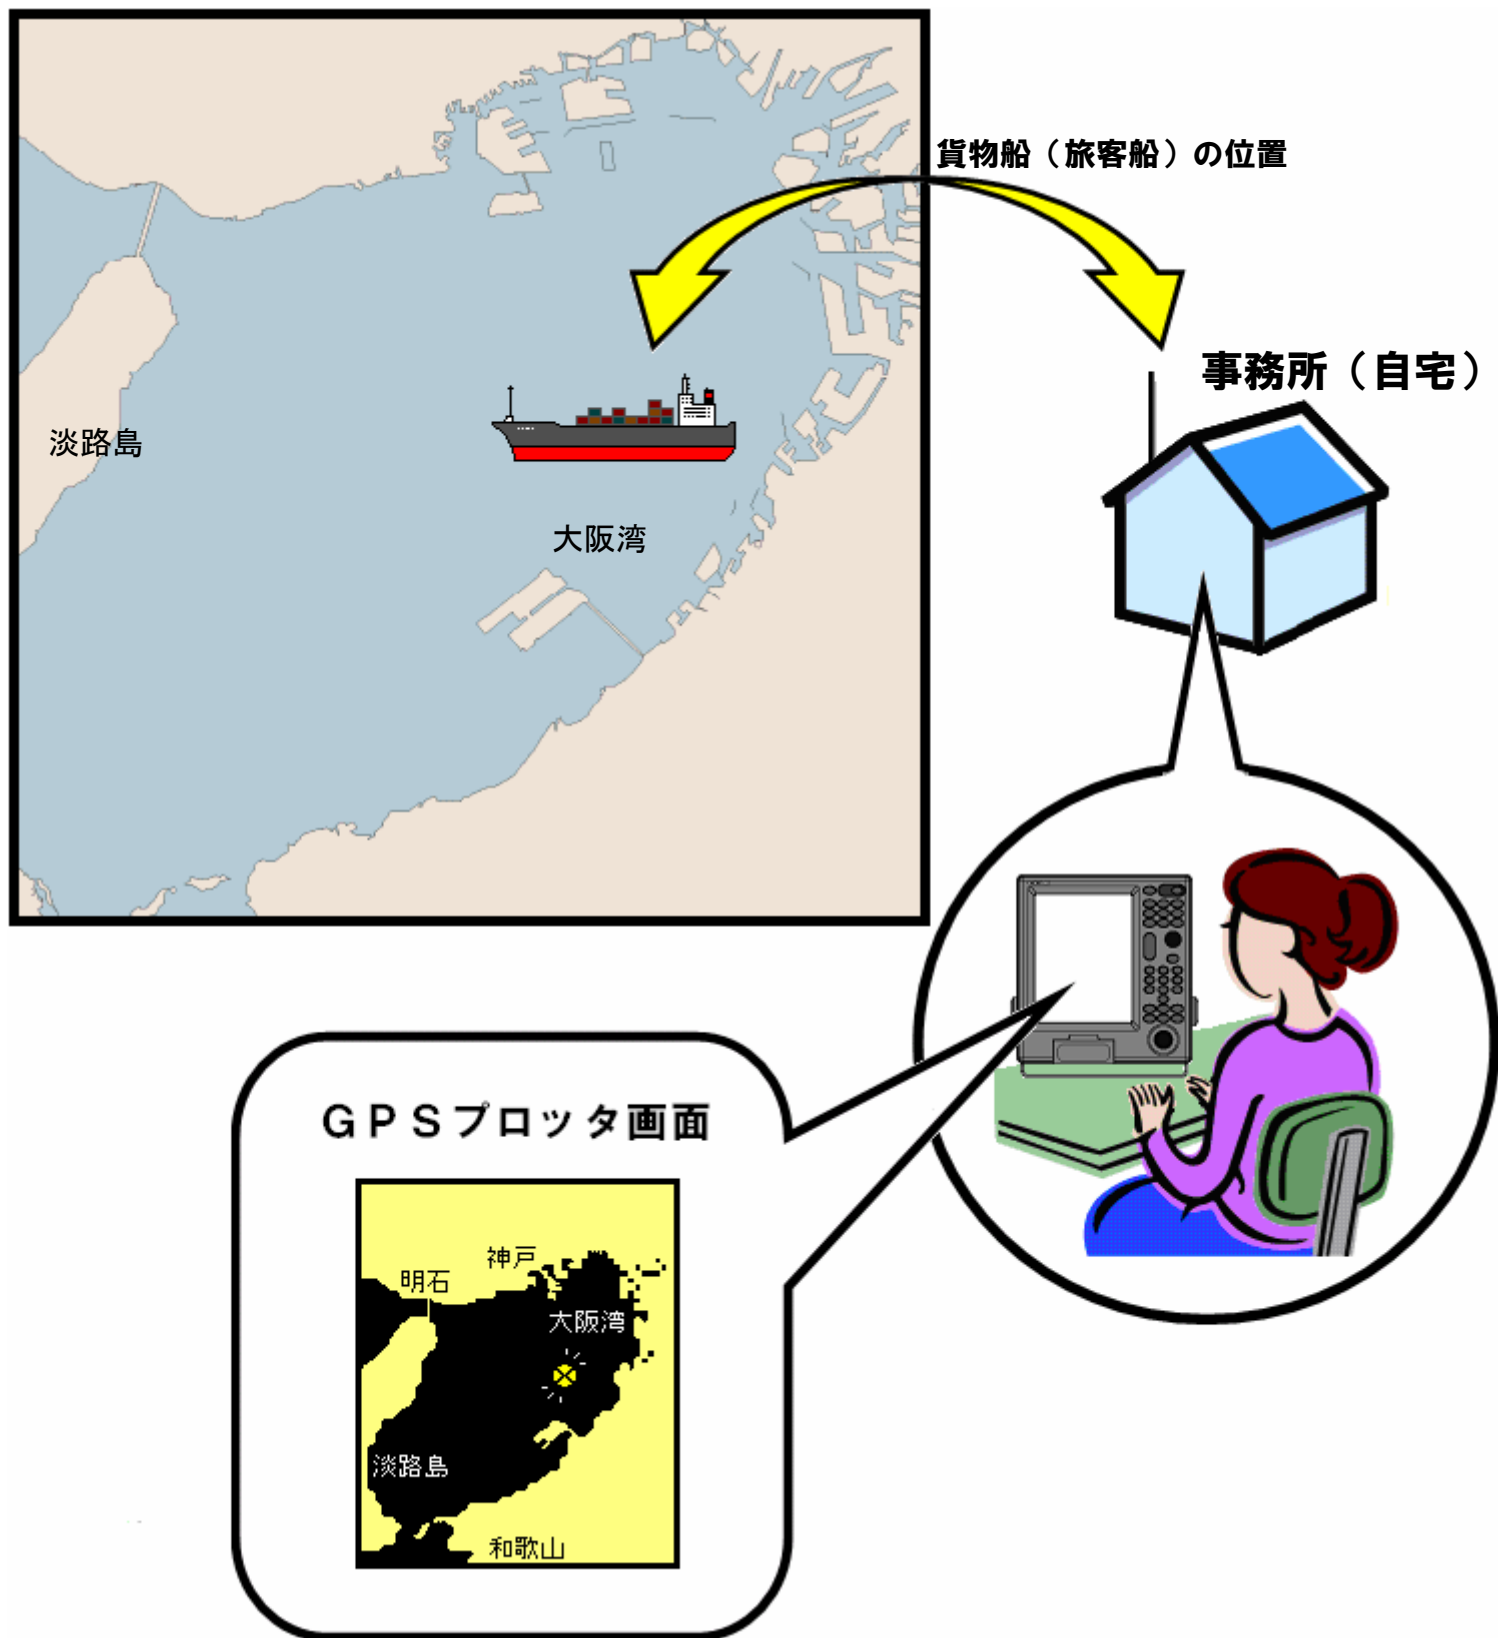 貨物船（旅客船）の位置
事務所（自宅）
淡路島
大阪湾
ＧＰＳプロッタ画面
神戸
明石
大阪湾
淡路島
和歌山